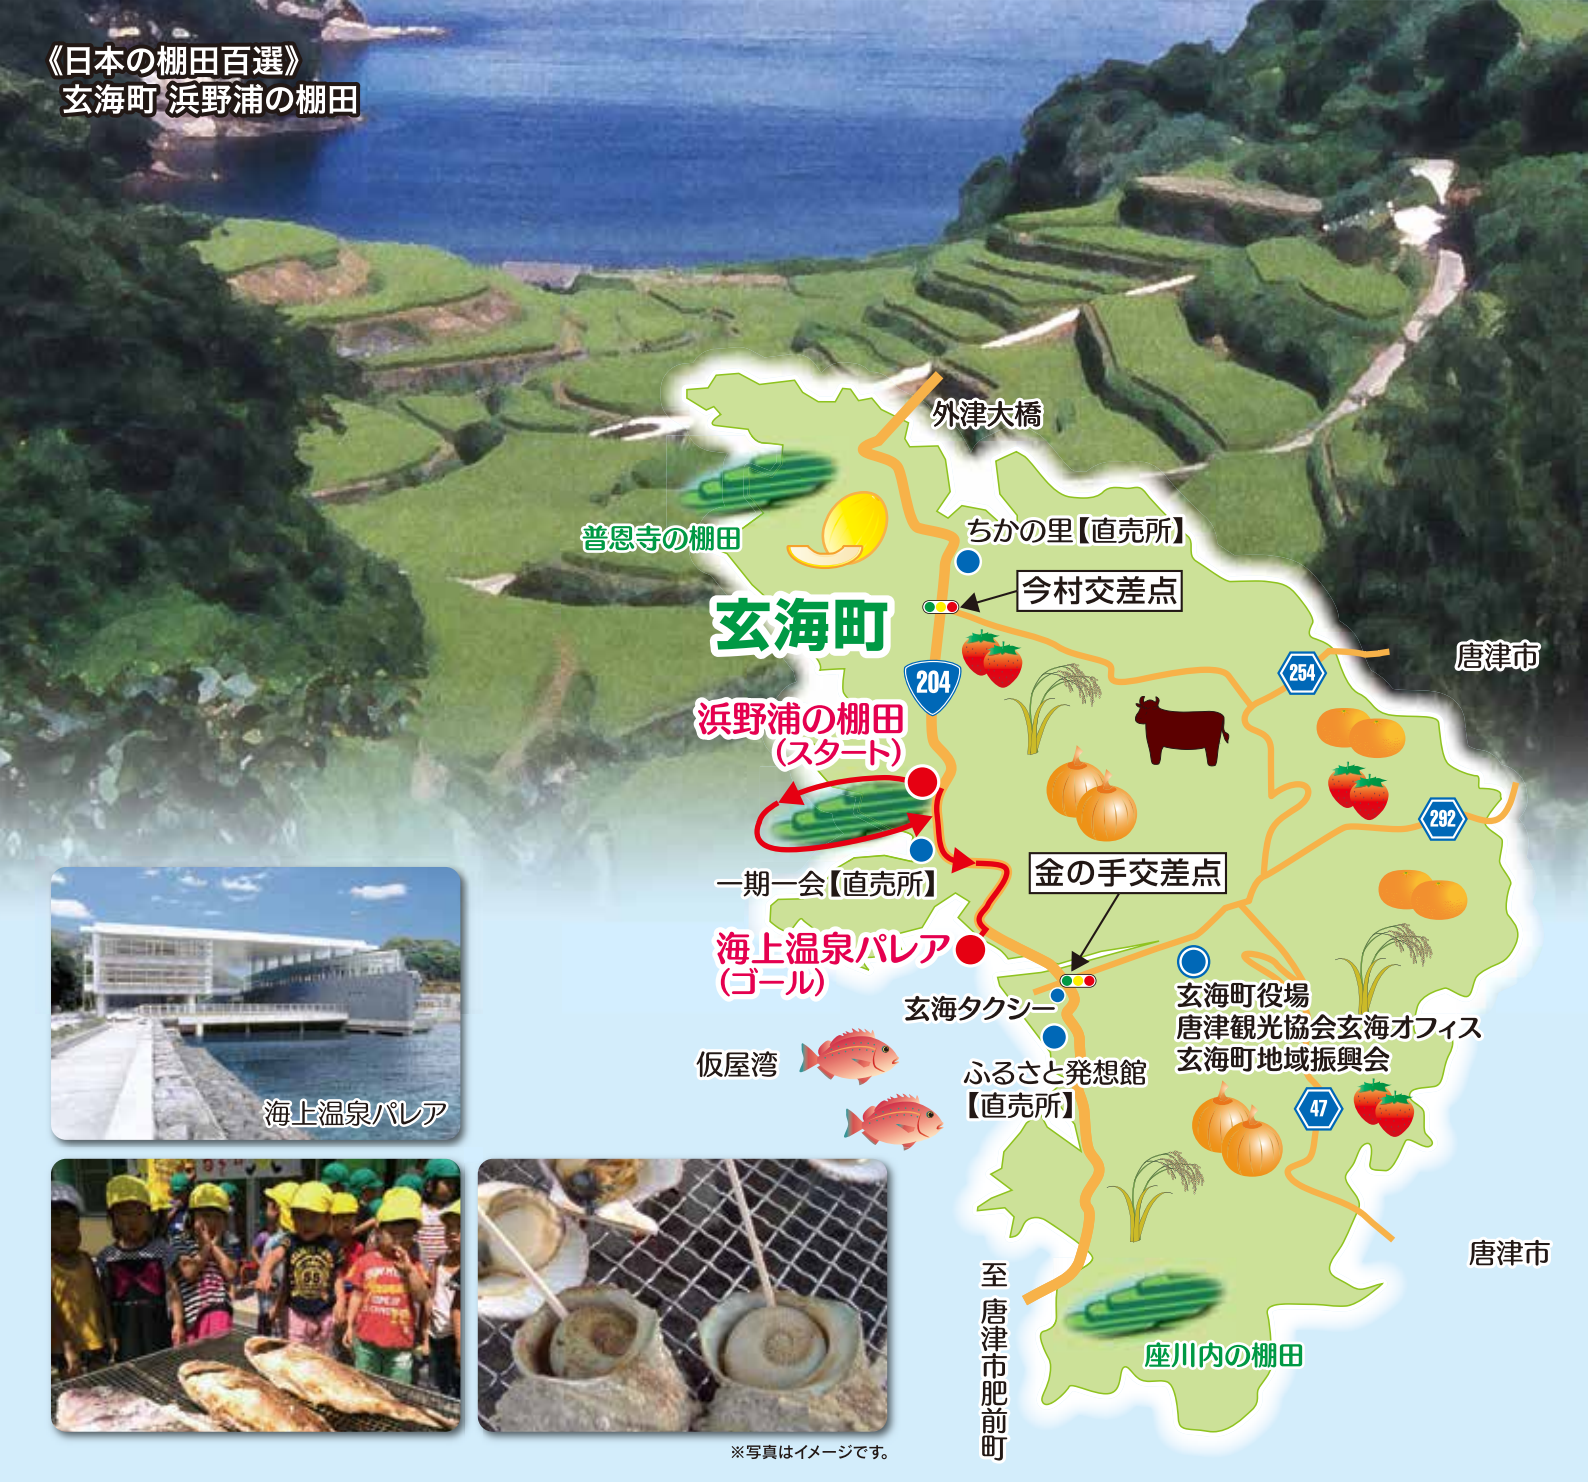 《日本の棚田百選》
玄海町 浜野浦の棚田
外津大橋
ちかの里【直売所】
普恩寺の棚田
今村交差点
玄海町
唐津市
254
204
浜野浦の棚田
（スタート）
292
金の手交差点
一期一会【直売所】
海上温泉パレア
（ゴール）
玄海タクシー
玄海町役場
唐津観光協会玄海オフィス
玄海町地域振興会
仮屋湾
ふるさと発想館
【直売所】
47
海上温泉パレア
唐津市
至 唐津市肥前町
座川内の棚田
※写真はイメージです。